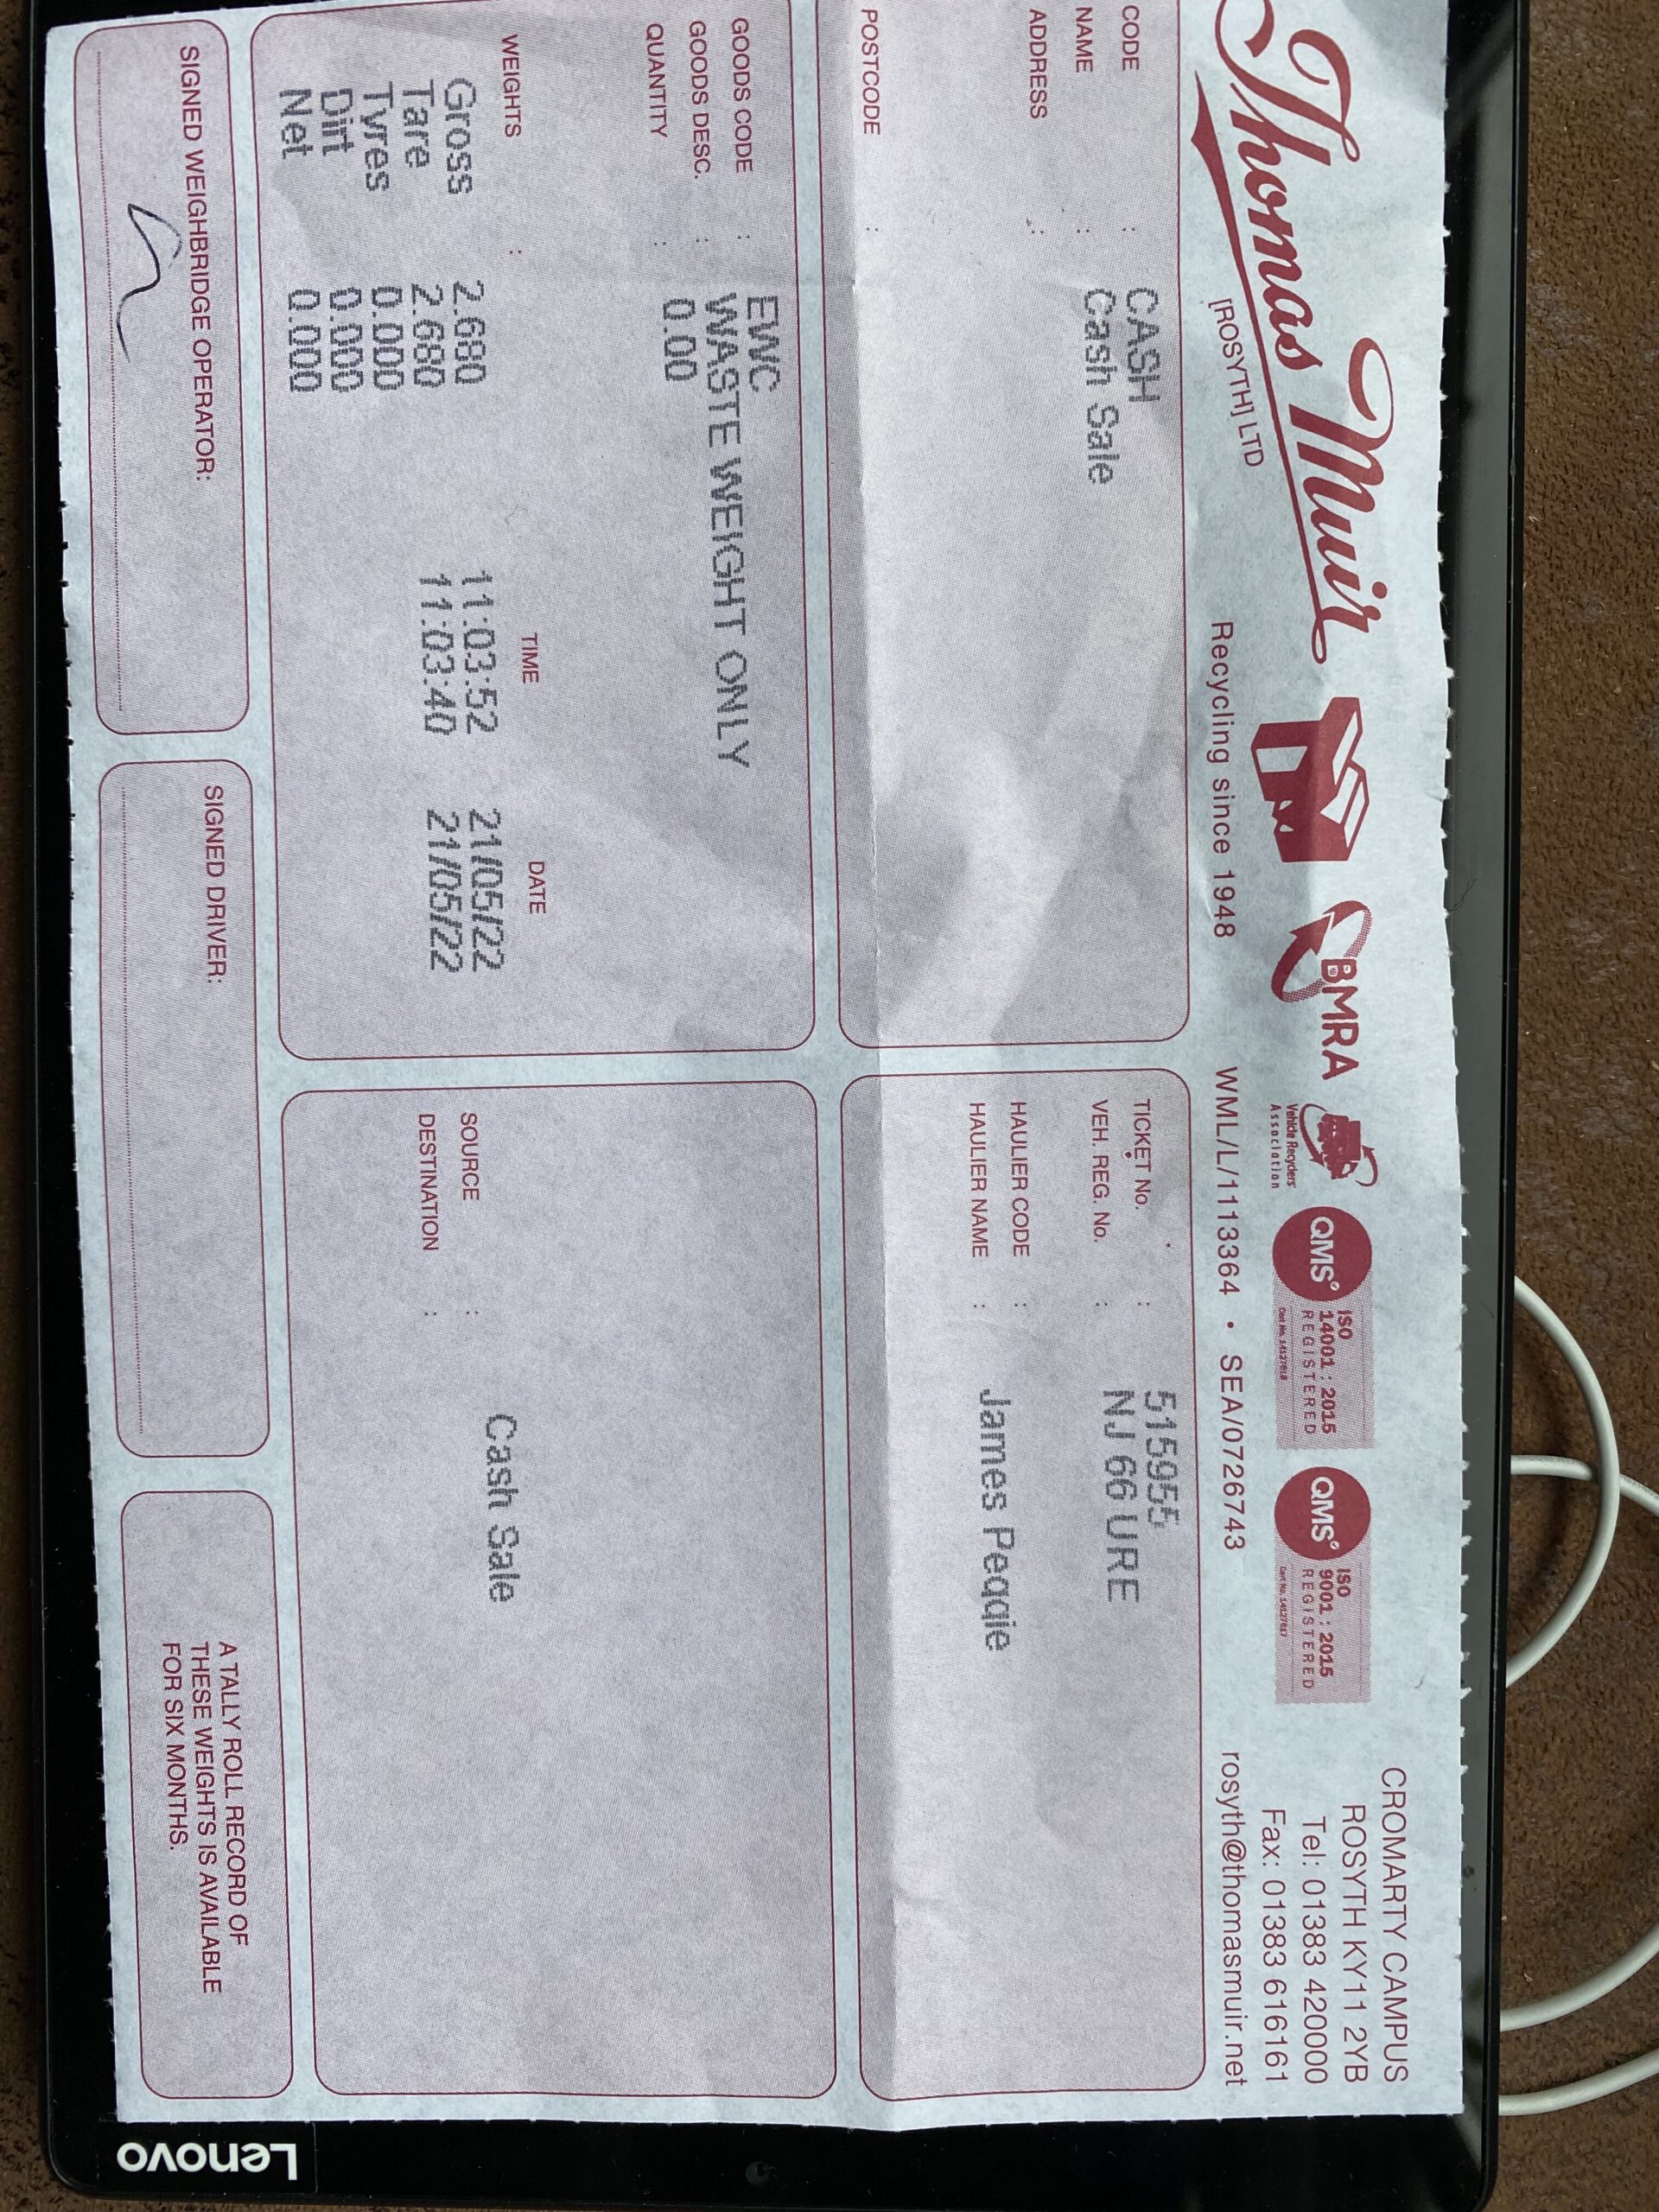 Thomas Muir
[ROSYTH] LTD
Recycling since 1948
BMRA
Vehicle Recyclers'
Association
QMS
ISO
14001 : 2015
REGISTERED
QMS
ISO
9001 : 2015
REGISTERED
CROMARTY CAMPUS
ROSYTH KY11 2YB
Tel: 01383 420000
Fax: 01383 616161
rosyth@thomasmuir.net
WML/L/1113364 • SEA/0726743
CODE : CASH
NAME : Cash Sale
ADDRESS :
POSTCODE :
TICKET No. : 515955
VEH. REG. No. : NJ 66 URE
HAULIER CODE :
HAULIER NAME : James Peggie
GOODS CODE : EWC
GOODS DESC. : WASTE WEIGHT ONLY
QUANTITY : 0.00
WEIGHTS : TIME DATE
Gross 2.680 11:03:52 21/05/22
Tare 2.680 11:03:40 21/05/22
Tyres 0.000
Dirt 0.000
Net 0.000
SOURCE : Cash Sale
DESTINATION :
SIGNED WEIGHBRIDGE OPERATOR:
SIGNED DRIVER:
A TALLY ROLL RECORD OF
THESE WEIGHTS IS AVAILABLE
FOR SIX MONTHS.
Lenovo